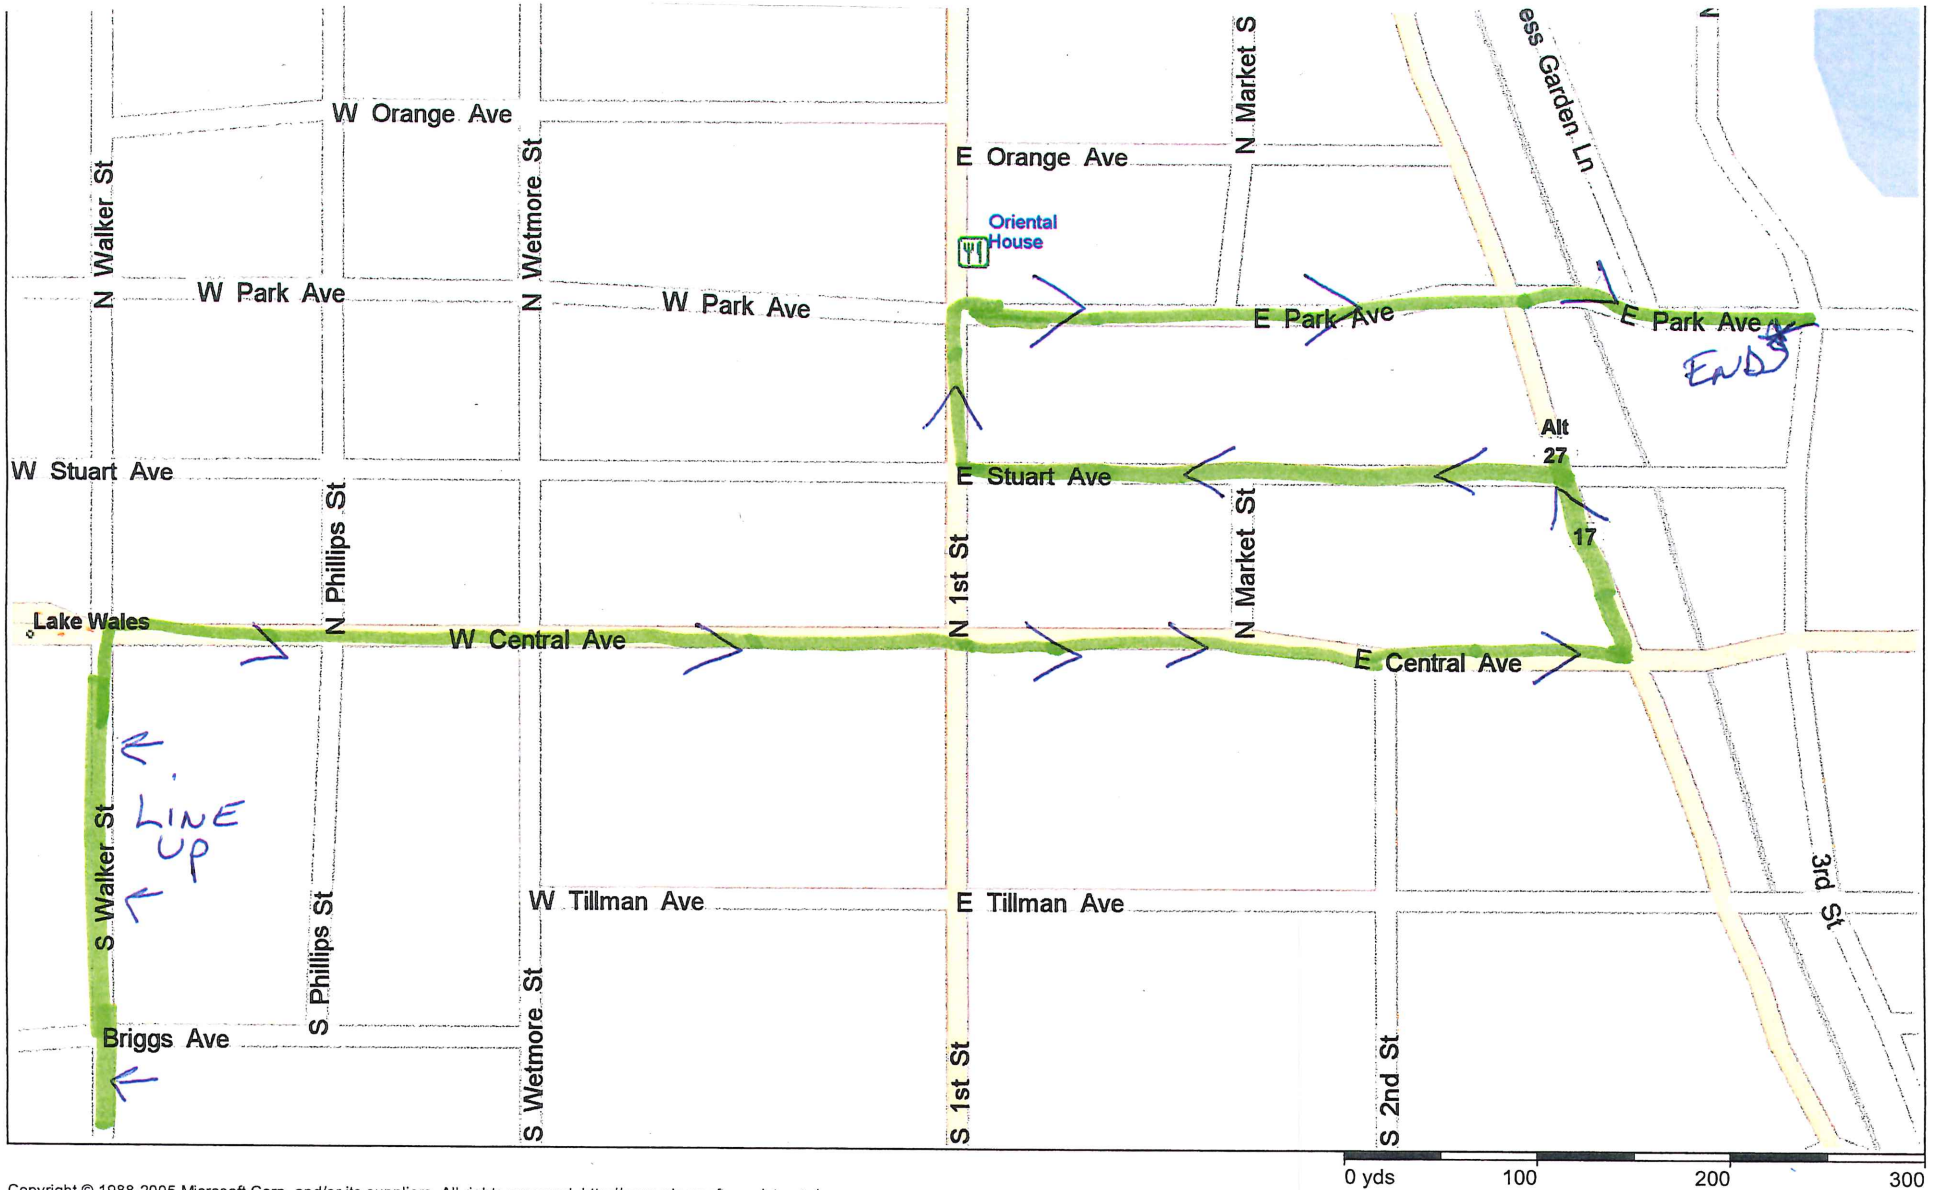 ess Garden Ln
N Market S
W Orange Ave
E Orange Ave
N Walker St
N Wetmore St
Oriental
House
W Park Ave
W Park Ave
E Park Ave
E Park Ave
ENDS
Alt
27
W Stuart Ave
E Stuart Ave
17
N Phillips St
N 1st St
N Market St
Lake Wales
W Central Ave
E Central Ave
LINE
UP
S Walker St
S Phillips St
W Tillman Ave
E Tillman Ave
3rd St
Briggs Ave
S Wetmore St
S 1st St
S 2nd St
0 yds 100 200 300